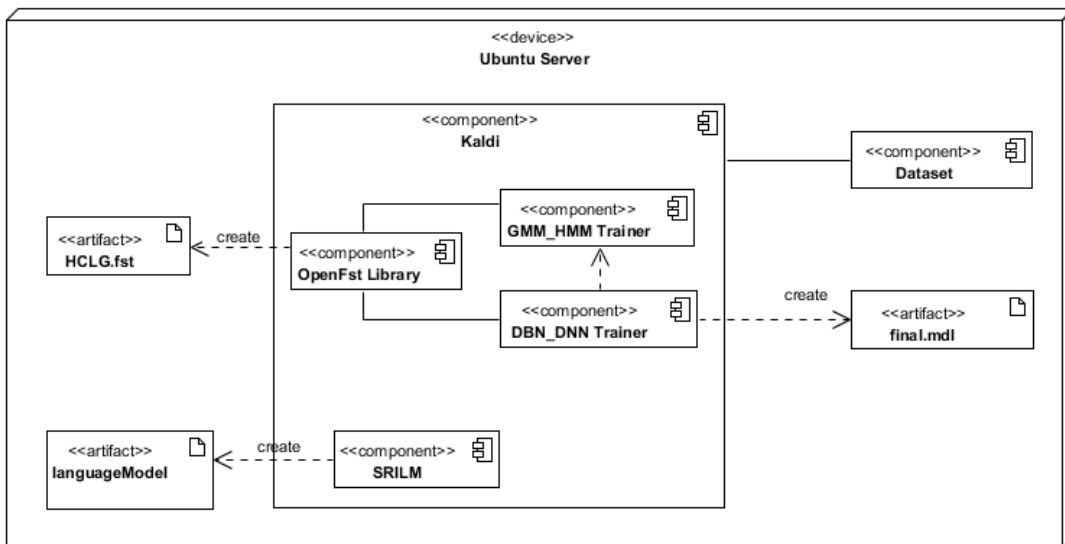 <<device>>
Ubuntu Server
<<component>>
Kaldi
<<component>>
Dataset
<<component>>
GMM_HMM Trainer
<<artifact>>
HCLG.fst
create
<<component>>
OpenFst Library
<<component>>
DBN_DNN Trainer
create
<<artifact>>
final.mdl
<<artifact>>
languageModel
create
<<component>>
SRILM